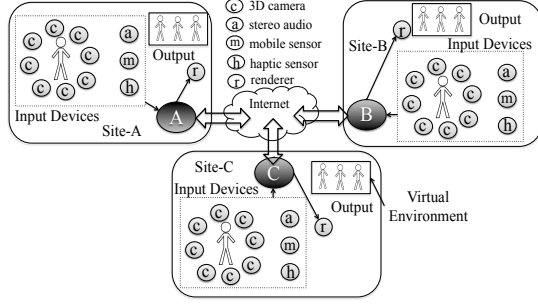 c
c
c
c
c
c
c
c
a
m
h
Output
r
Input Devices
Site-A
A
c 3D camera
a stereo audio
m mobile sensor
h haptic sensor
r renderer
Internet
Site-B
r
Output
Input Devices
B
c
c
c
c
c
c
c
c
a
m
h
Site-C
C
Input Devices
c
c
c
c
c
c
c
c
a
m
h
Output
r
Virtual
Environment